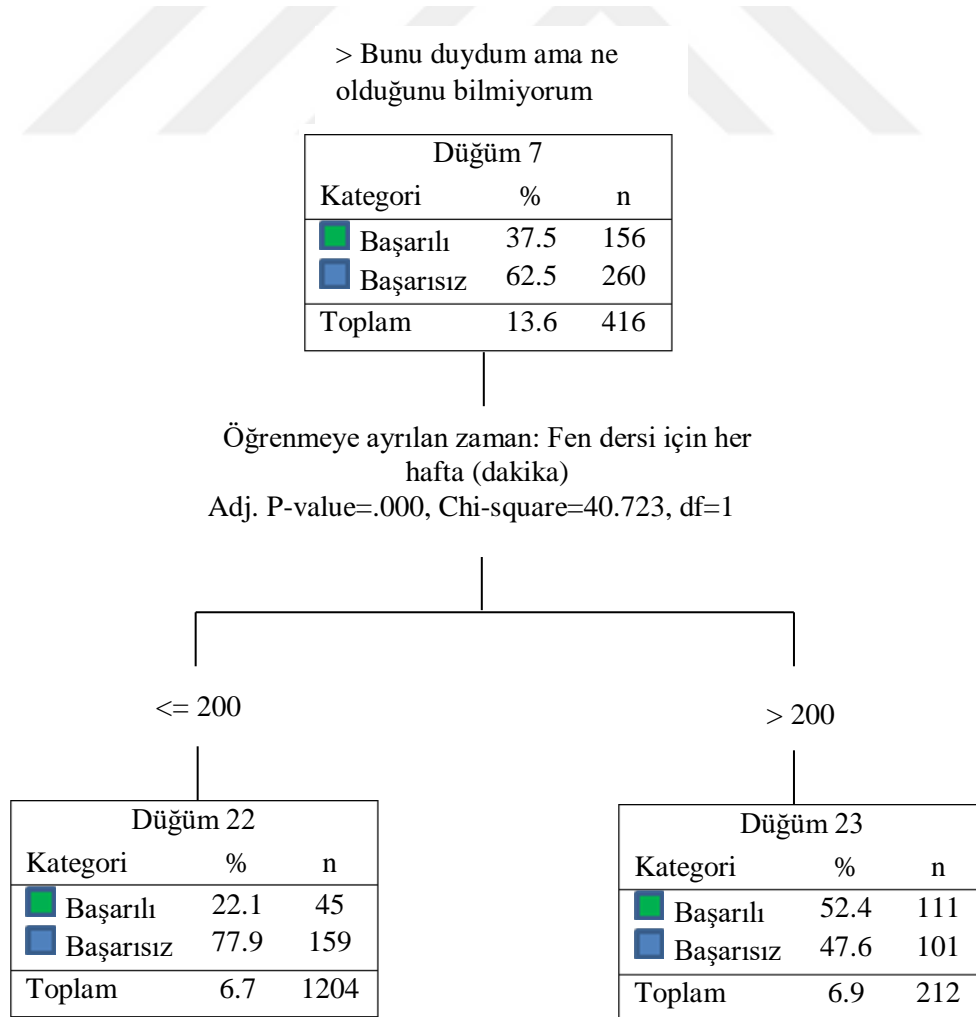 > Bunu duydum ama ne
olduğunu bilmiyorum
Düğüm 7
Kategori % n
Başarılı 37.5 156
Başarısız 62.5 260
Toplam 13.6 416
Öğrenmeye ayrılan zaman: Fen dersi için her
hafta (dakika)
Adj. P-value=.000, Chi-square=40.723, df=1
<= 200
> 200
Düğüm 22
Kategori % n
Başarılı 22.1 45
Başarısız 77.9 159
Toplam 6.7 1204
Düğüm 23
Kategori % n
Başarılı 52.4 111
Başarısız 47.6 101
Toplam 6.9 212